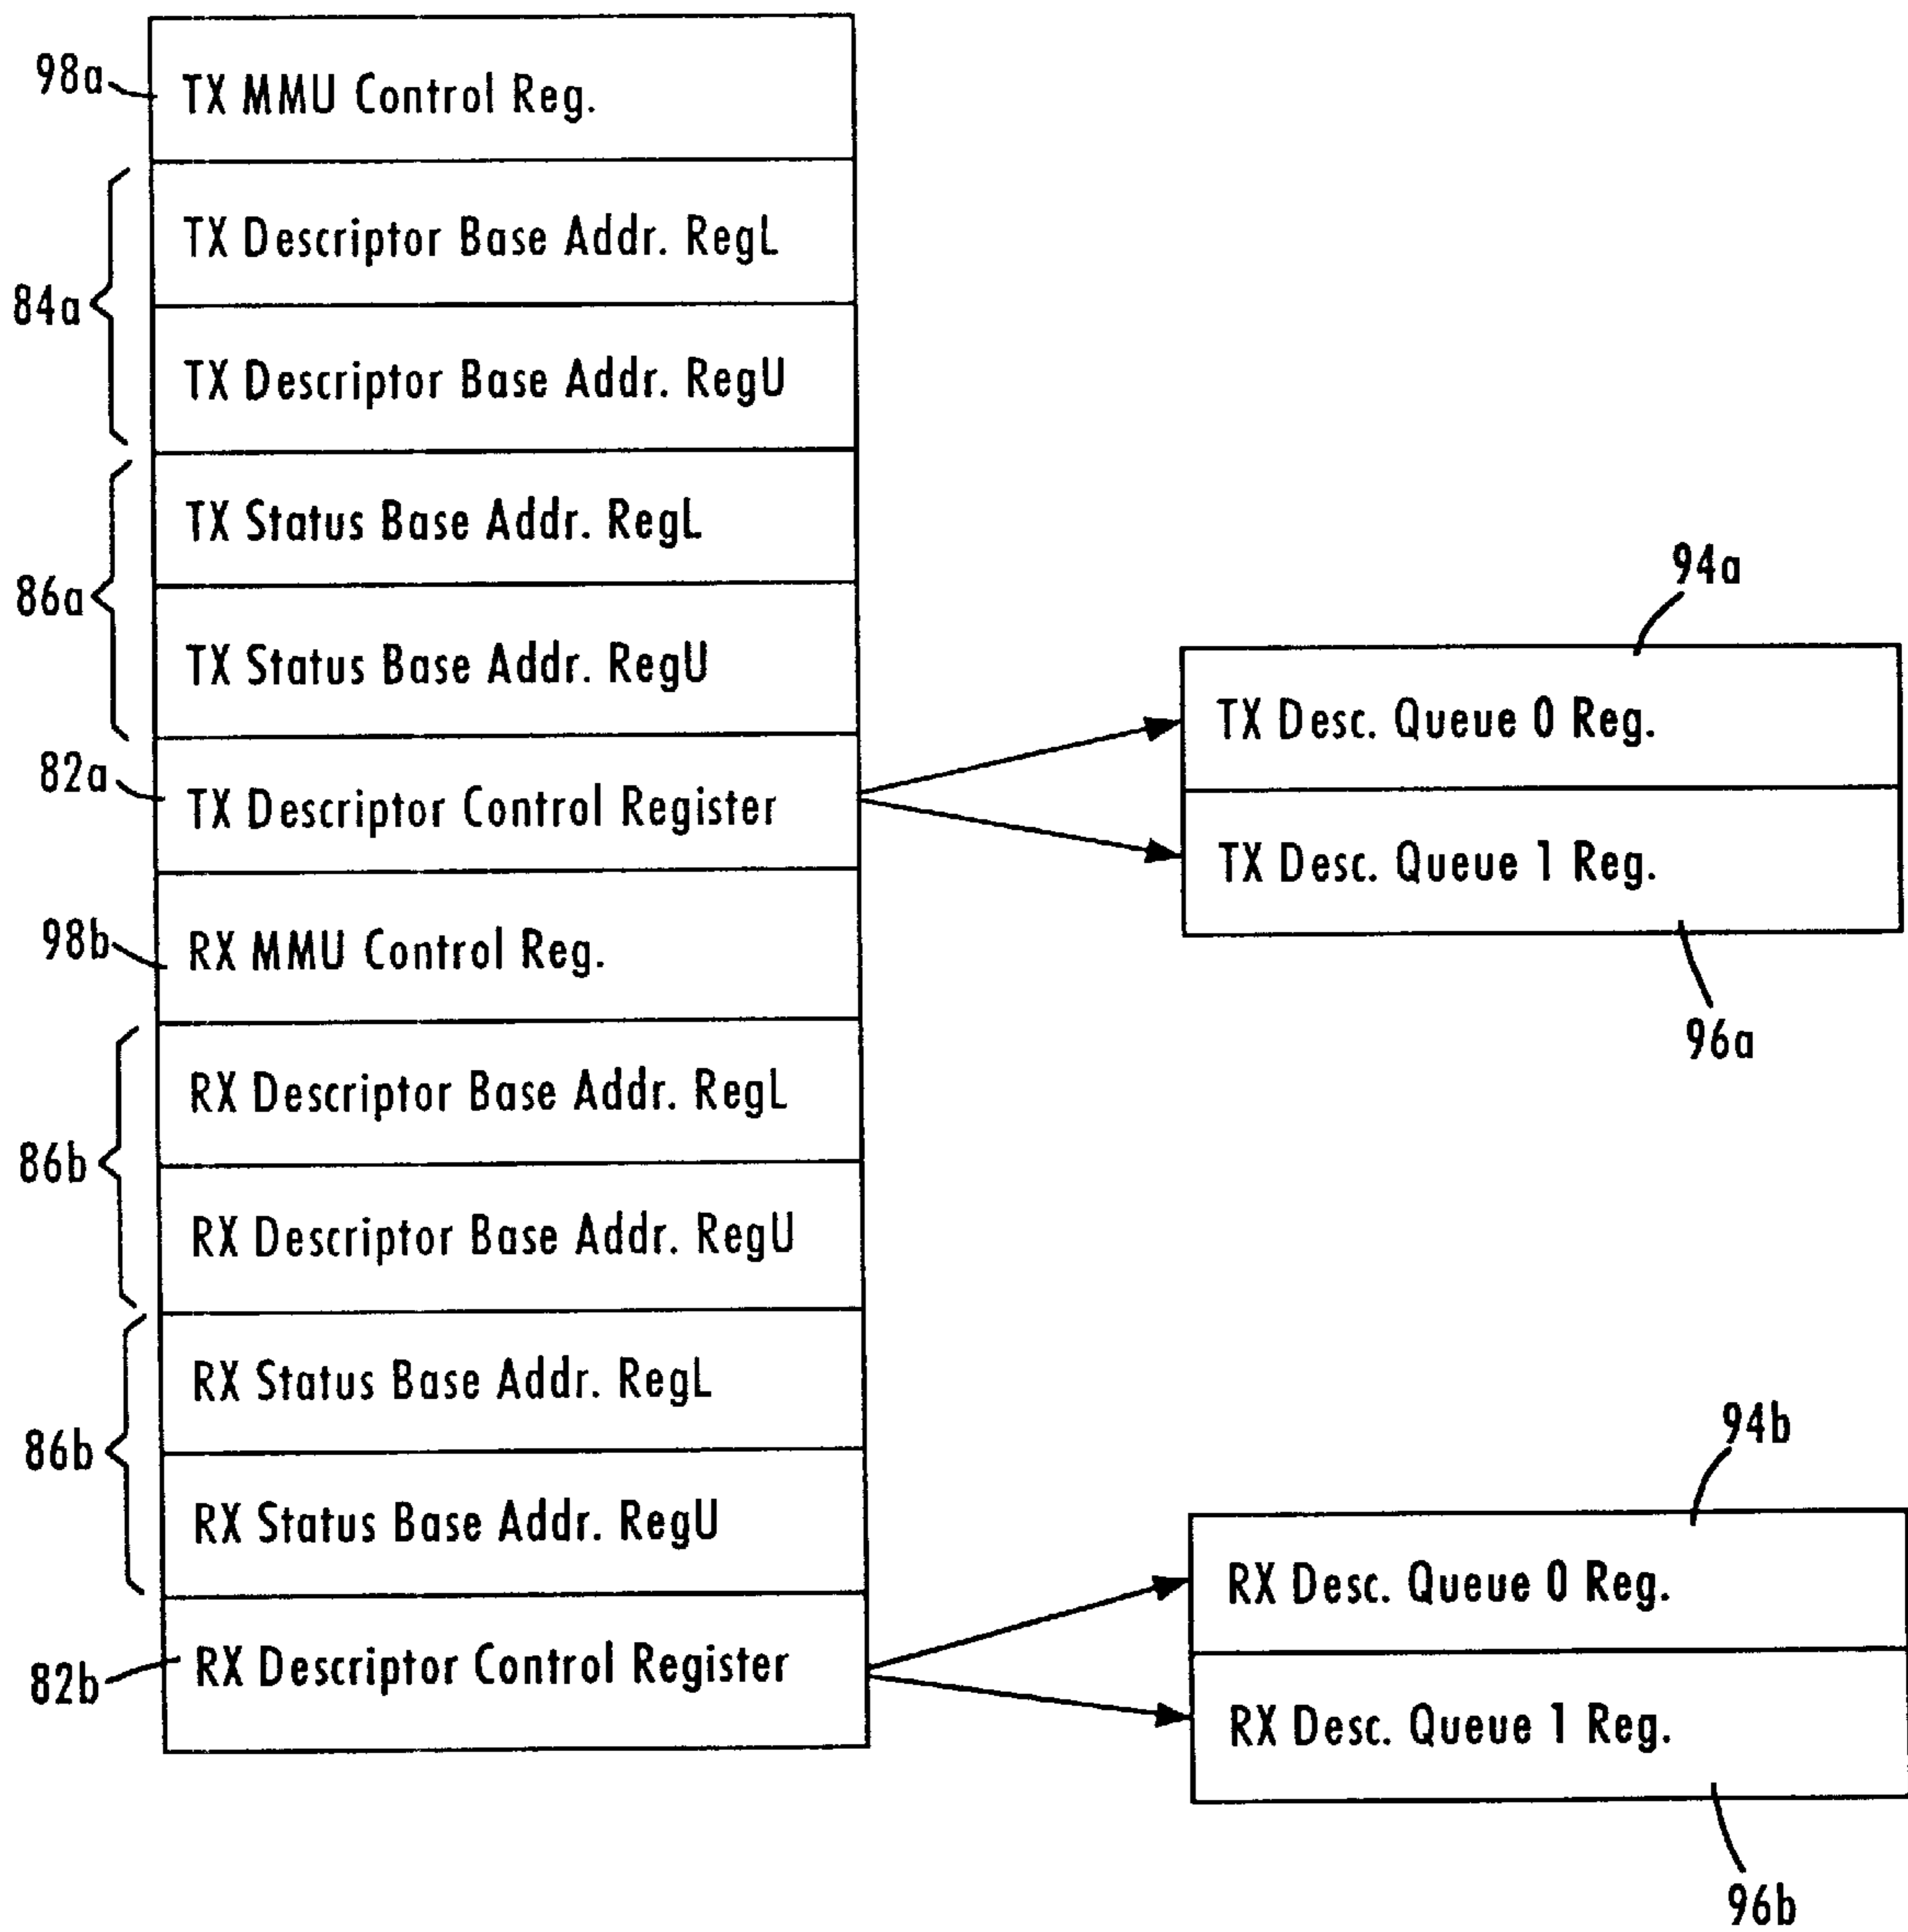 98a
TX MMU Control Reg.
84a
TX Descriptor Base Addr. RegL
TX Descriptor Base Addr. RegU
86a
TX Status Base Addr. RegL
TX Status Base Addr. RegU
82a
TX Descriptor Control Register
94a
TX Desc. Queue 0 Reg.
TX Desc. Queue 1 Reg.
96a
98b
RX MMU Control Reg.
86b
RX Descriptor Base Addr. RegL
RX Descriptor Base Addr. RegU
86b
RX Status Base Addr. RegL
RX Status Base Addr. RegU
82b
RX Descriptor Control Register
94b
RX Desc. Queue 0 Reg.
RX Desc. Queue 1 Reg.
96b